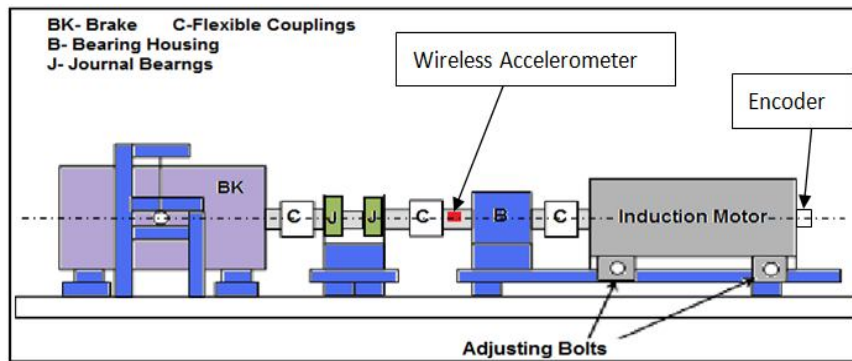 BK- Brake C-Flexible Couplings
B- Bearing Housing
J- Journal Bearngs
Wireless Accelerometer
Encoder
BK
C
J
J
C
B
C
Induction Motor
Adjusting Bolts